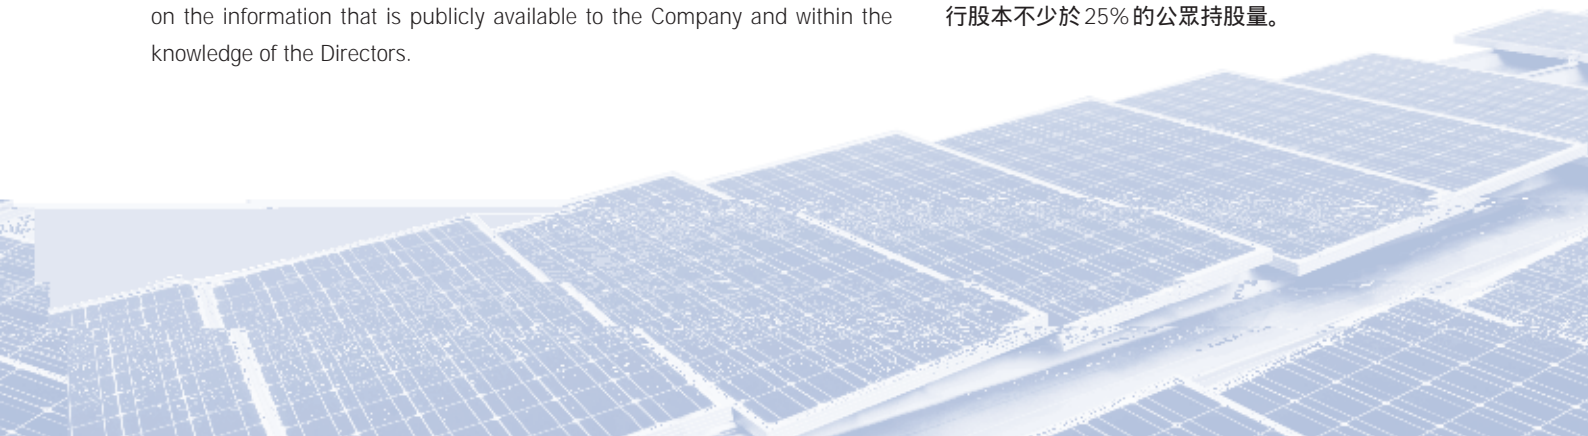 on the information that is publicly available to the Company and within the
knowledge of the Directors.
行股本不少於25%的公眾持股量。